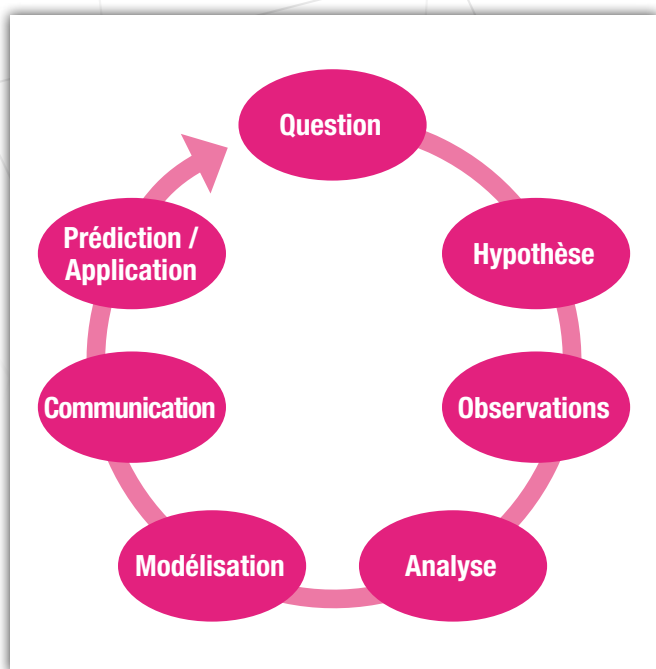 Question
Hypothèse
Observations
Analyse
Modélisation
Communication
Prédiction /
Application